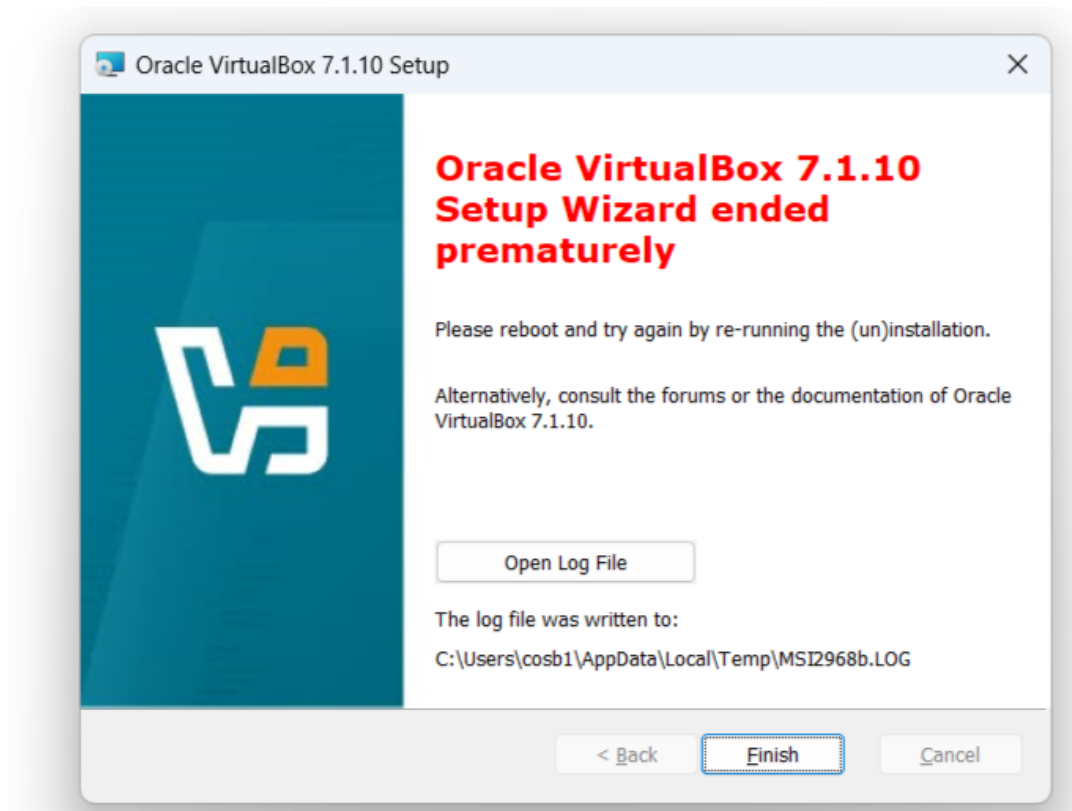 Oracle VirtualBox 7.1.10 Setup
Oracle VirtualBox 7.1.10
Setup Wizard ended
prematurely
Please reboot and try again by re-running the (un)installation.
Alternatively, consult the forums or the documentation of Oracle
VirtualBox 7.1.10.
Open Log File
The log file was written to:
C:\Users\cosb1\AppData\Local\Temp\MSI2968b.LOG
< Back Finish Cancel